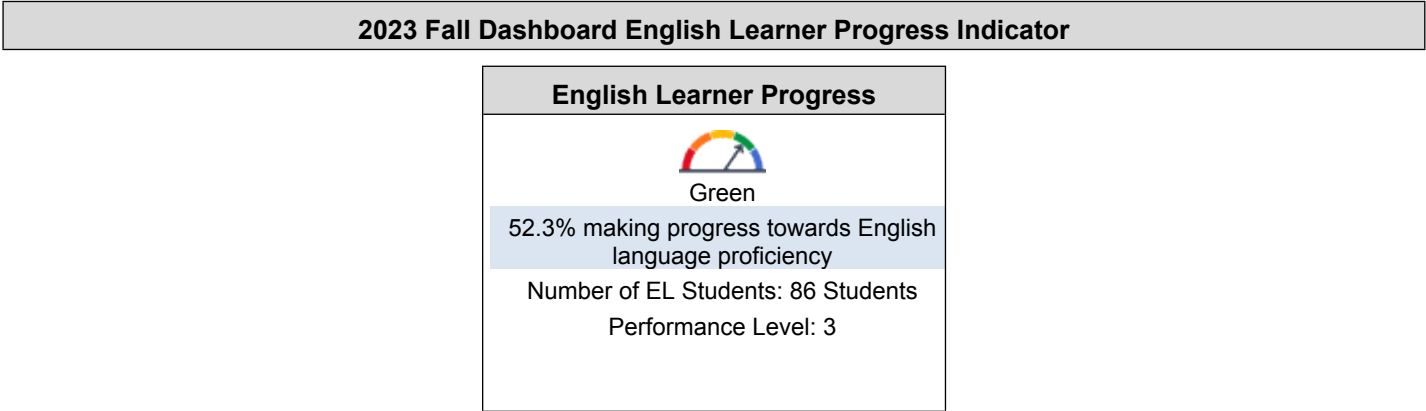 2023 Fall Dashboard English Learner Progress Indicator
English Learner Progress
Green
52.3% making progress towards English
language proficiency
Number of EL Students: 86 Students
Performance Level: 3